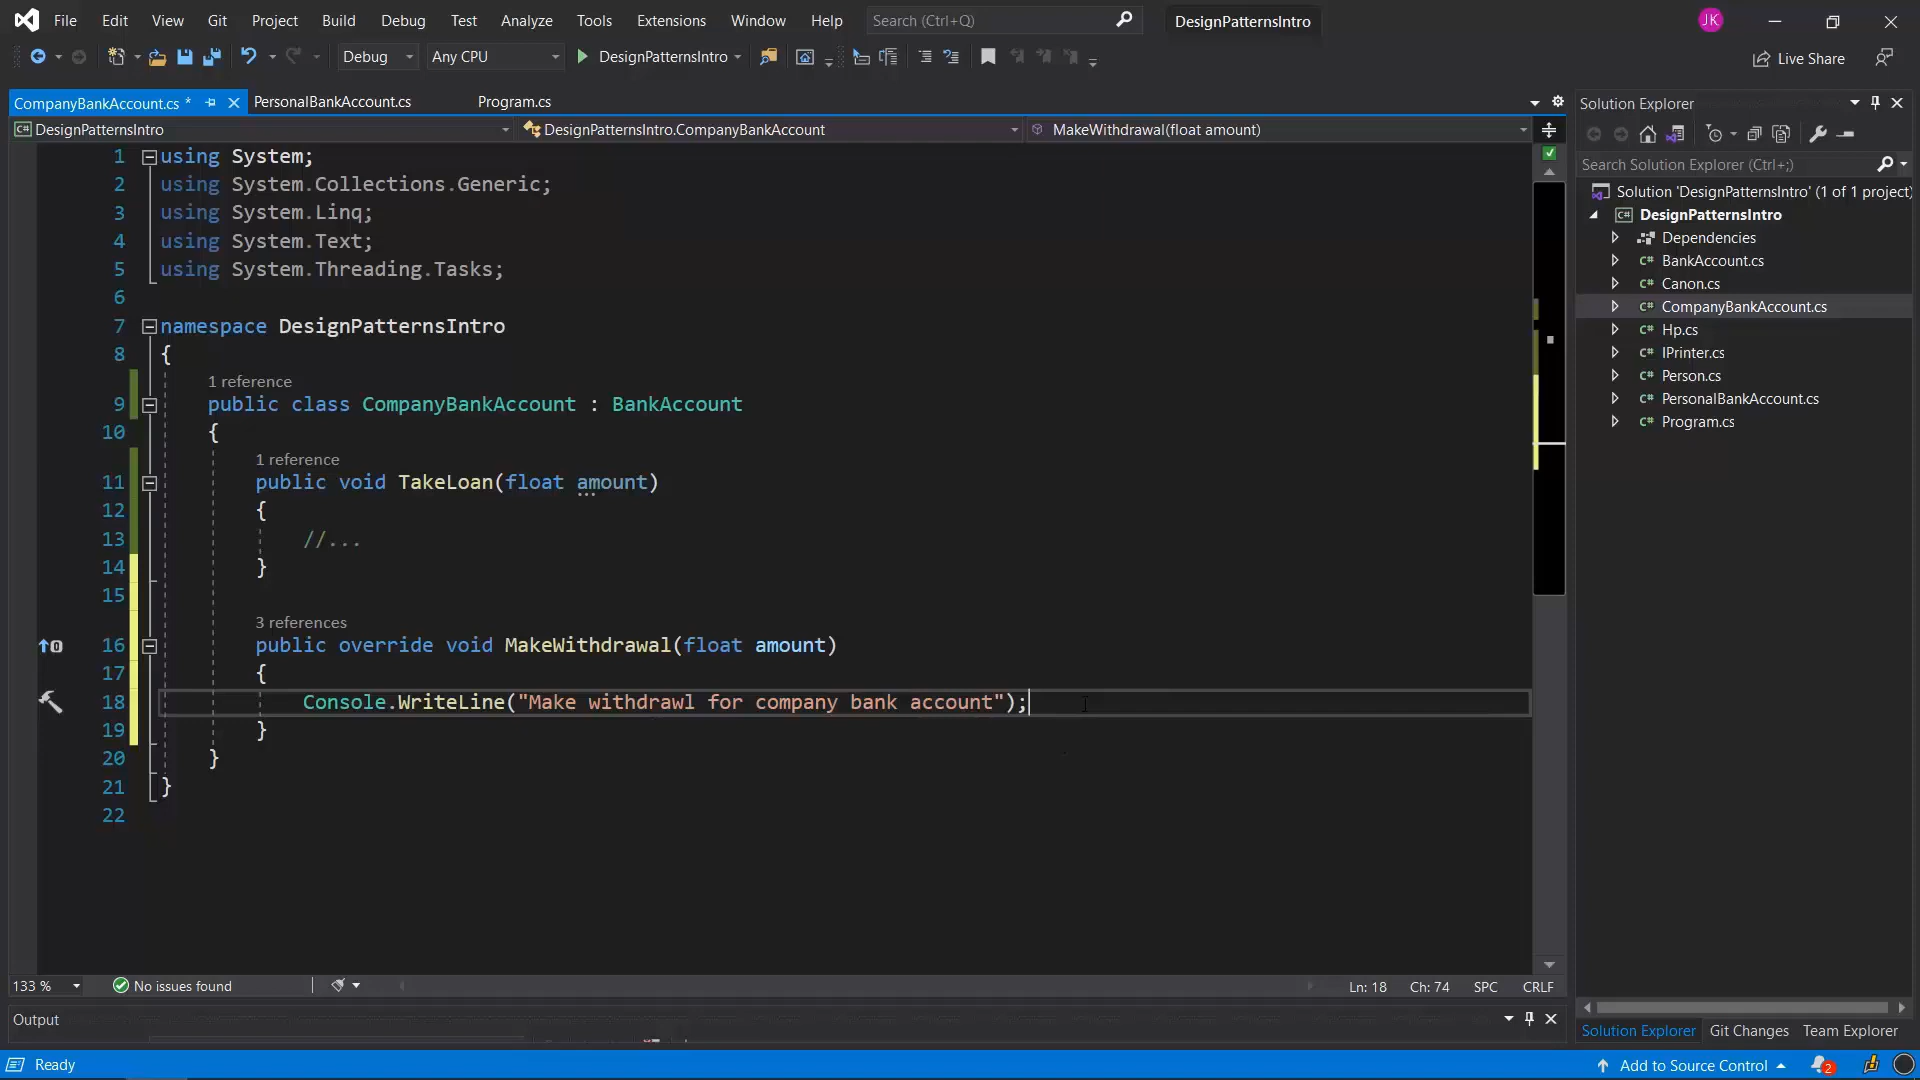 File Edit View Git Project Build Debug Test Analyze Tools Extensions Window Help Search (Ctrl+Q) DesignPatternsIntro JK
Debug Any CPU DesignPatternsIntro Live Share
CompanyBankAccount.cs * PersonalBankAccount.cs Program.cs
DesignPatternsIntro DesignPatternsIntro.CompanyBankAccount MakeWithdrawal(float amount)
1 using System;
2 using System.Collections.Generic;
3 using System.Linq;
4 using System.Text;
5 using System.Threading.Tasks;
6
7 namespace DesignPatternsIntro
8 {
1 reference
9 public class CompanyBankAccount : BankAccount
10 {
1 reference
11 public void TakeLoan(float amount)
12 {
13 //...
14 }
15
3 references
16 public override void MakeWithdrawal(float amount)
17 {
18 Console.WriteLine("Make withdrawl for company bank account");
19 }
20 }
21 }
22
133 % No issues found Ln: 18 Ch: 74 SPC CRLF
Output
Solution Explorer
Search Solution Explorer (Ctrl+;)
Solution 'DesignPatternsIntro' (1 of 1 project)
C# DesignPatternsIntro
Dependencies
C# BankAccount.cs
C# Canon.cs
C# CompanyBankAccount.cs
C# Hp.cs
C# IPrinter.cs
C# Person.cs
C# PersonalBankAccount.cs
C# Program.cs
Solution Explorer Git Changes Team Explorer
Ready Add to Source Control 2